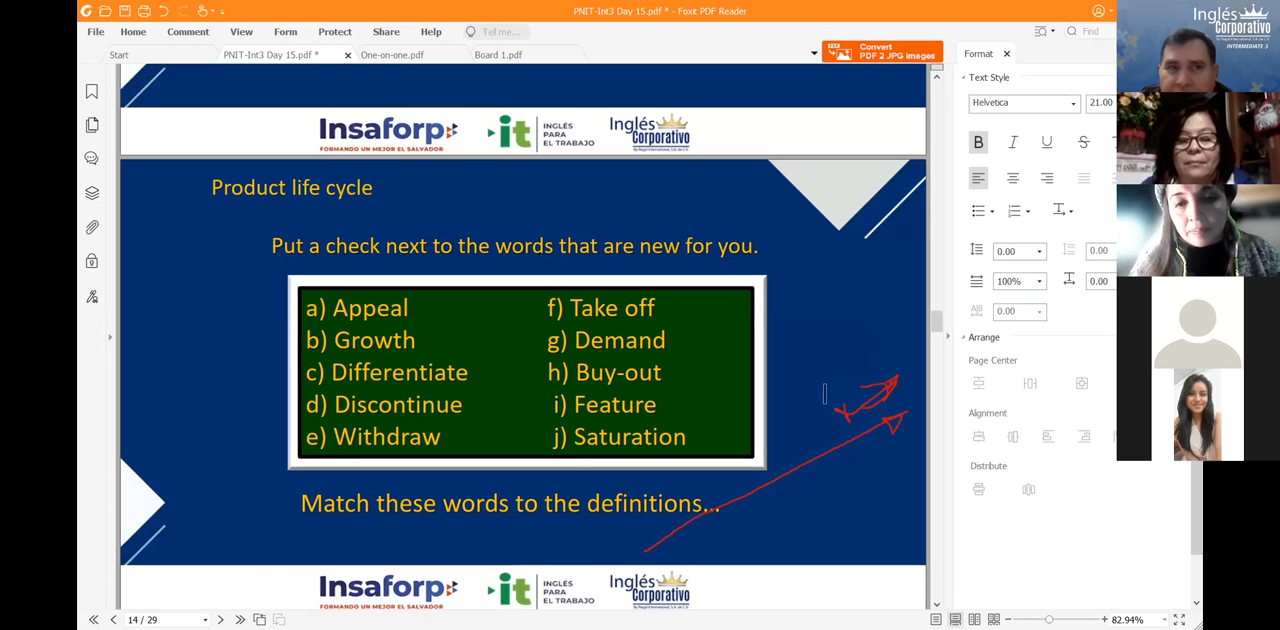 PNIT-Int3 Day 15.pdf * - Foxit PDF Reader
File Home Comment View Form Protect Share Help Tell me... Find
Start PNIT-Int3 Day 15.pdf * One-on-one.pdf Board 1.pdf
Convert
PDF 2 JPG Images
Format
Text Style
Helvetica 21.00
B I U S
0.00 0.00
100% 0.00
0.00
Arrange
Page Center
Alignment
Distribute
Inglés
Corporativo
INTERMEDIATE 3
Insaforp
FORMANDO UN MEJOR EL SALVADOR
it
INGLÉS
PARA
EL TRABAJO
Inglés
Corporativo
Product life cycle
Put a check next to the words that are new for you.
a) Appeal
b) Growth
c) Differentiate
d) Discontinue
e) Withdraw
f) Take off
g) Demand
h) Buy-out
i) Feature
j) Saturation
Match these words to the definitions...
Insaforp
FORMANDO UN MEJOR EL SALVADOR
it
INGLÉS
PARA
EL TRABAJO
Inglés
Corporativo
14 / 29
82.94%